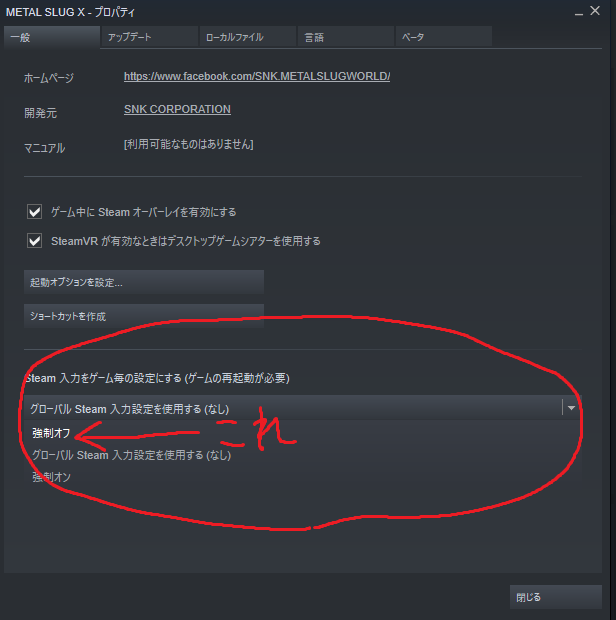 METAL SLUG X - プロパティ
一般 アップデート ローカルファイル 言語 ベータ
ホームページ https://www.facebook.com/SNK.METALSLUGWORLD/
開発元 SNK CORPORATION
マニュアル [利用可能なものはありません]
ゲーム中に Steam オーバーレイを有効にする
SteamVR が有効なときはデスクトップゲームシアターを使用する
起動オプションを設定...
ショートカットを作成
Steam 入力をゲーム毎の設定にする (ゲームの再起動が必要)
グローバル Steam 入力設定を使用する (なし)
強制オフ これ
グローバル Steam 入力設定を使用する (なし)
強制オン
閉じる